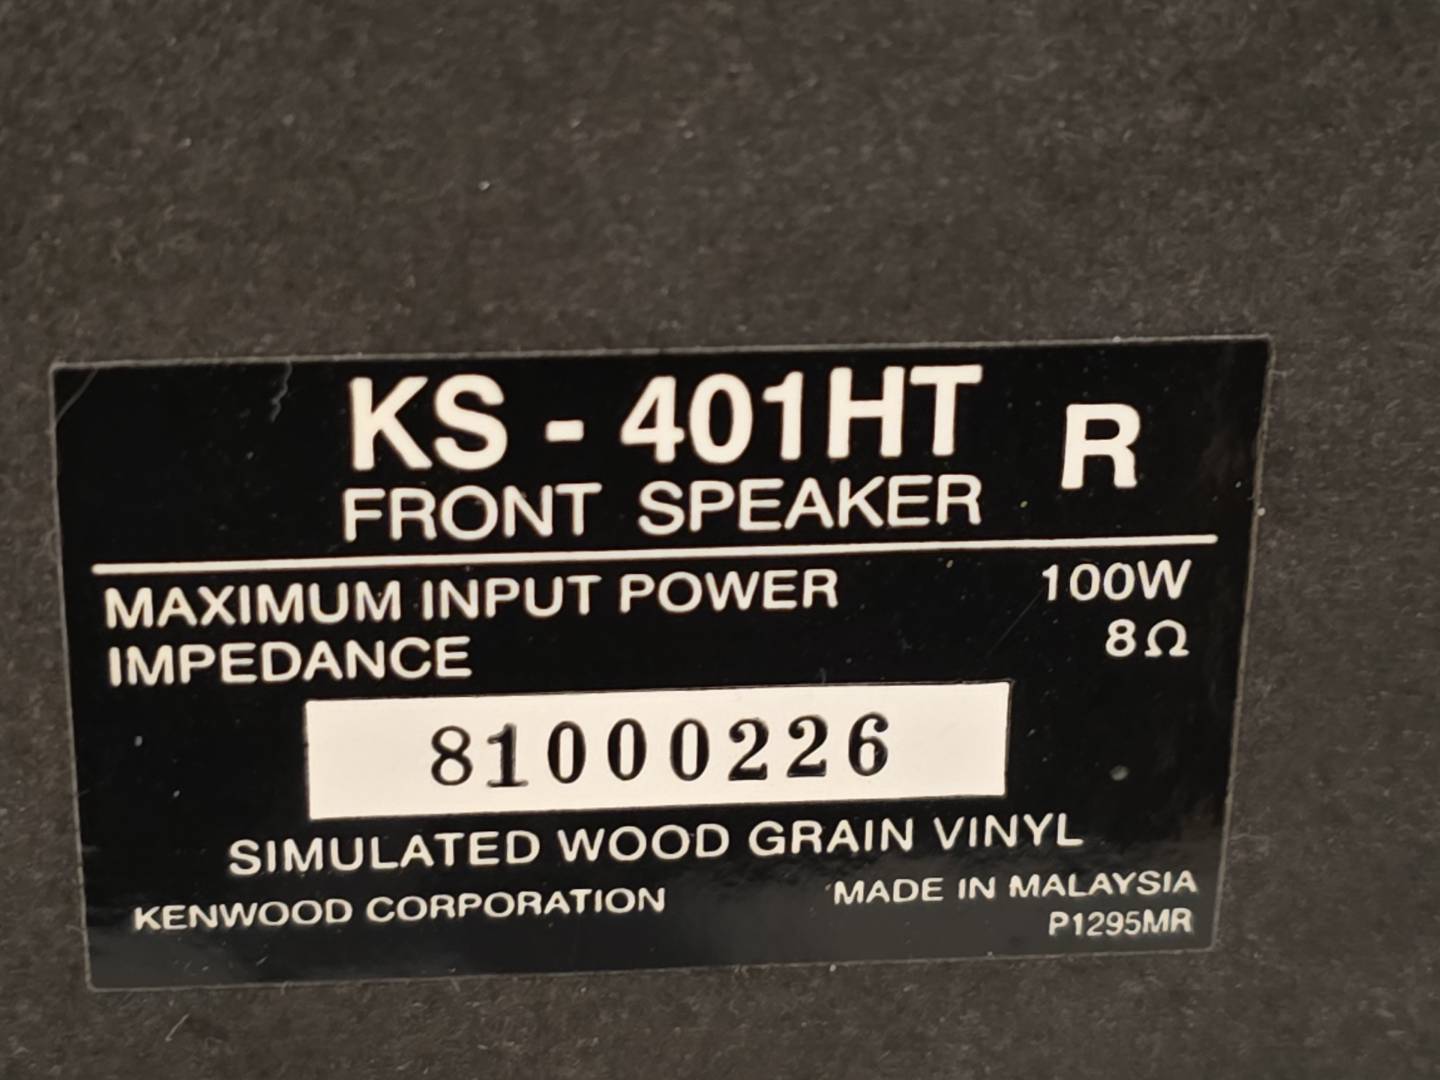 KS - 401HT R
FRONT SPEAKER
MAXIMUM INPUT POWER 100W
IMPEDANCE 8Ω
81000226
SIMULATED WOOD GRAIN VINYL
KENWOOD CORPORATION MADE IN MALAYSIA
P1295MR